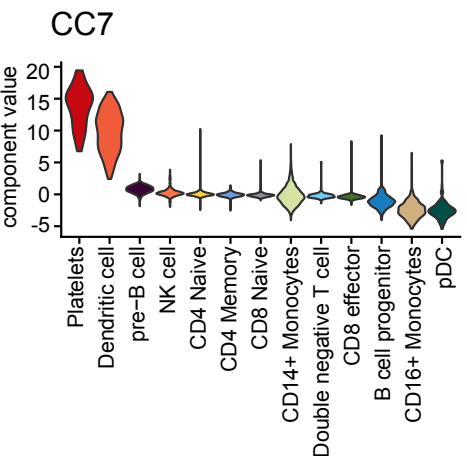 CC7
component value
20
15
10
5
0
-5
Platelets
Dendritic cell
pre−B cell
NK cell
CD4 Naive
CD4 Memory
CD8 Naive
CD14+ Monocytes
Double negative T cell
CD8 effector
B cell progenitor
CD16+ Monocytes
pDC